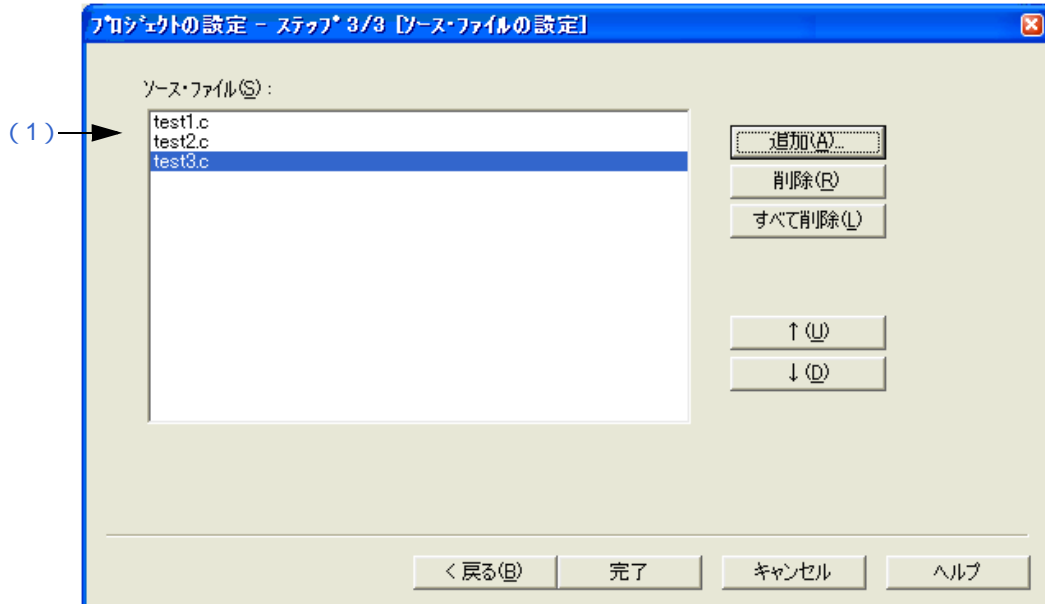 プロジェクトの設定 - ステップ 3/3 [ソース・ファイルの設定]
ソース・ファイル(S) :
(1)
test1.c
test2.c
test3.c
追加(A)...
削除(R)
すべて削除(L)
↑(U)
↓(D)
< 戻る(B)
完了
キャンセル
ヘルプ